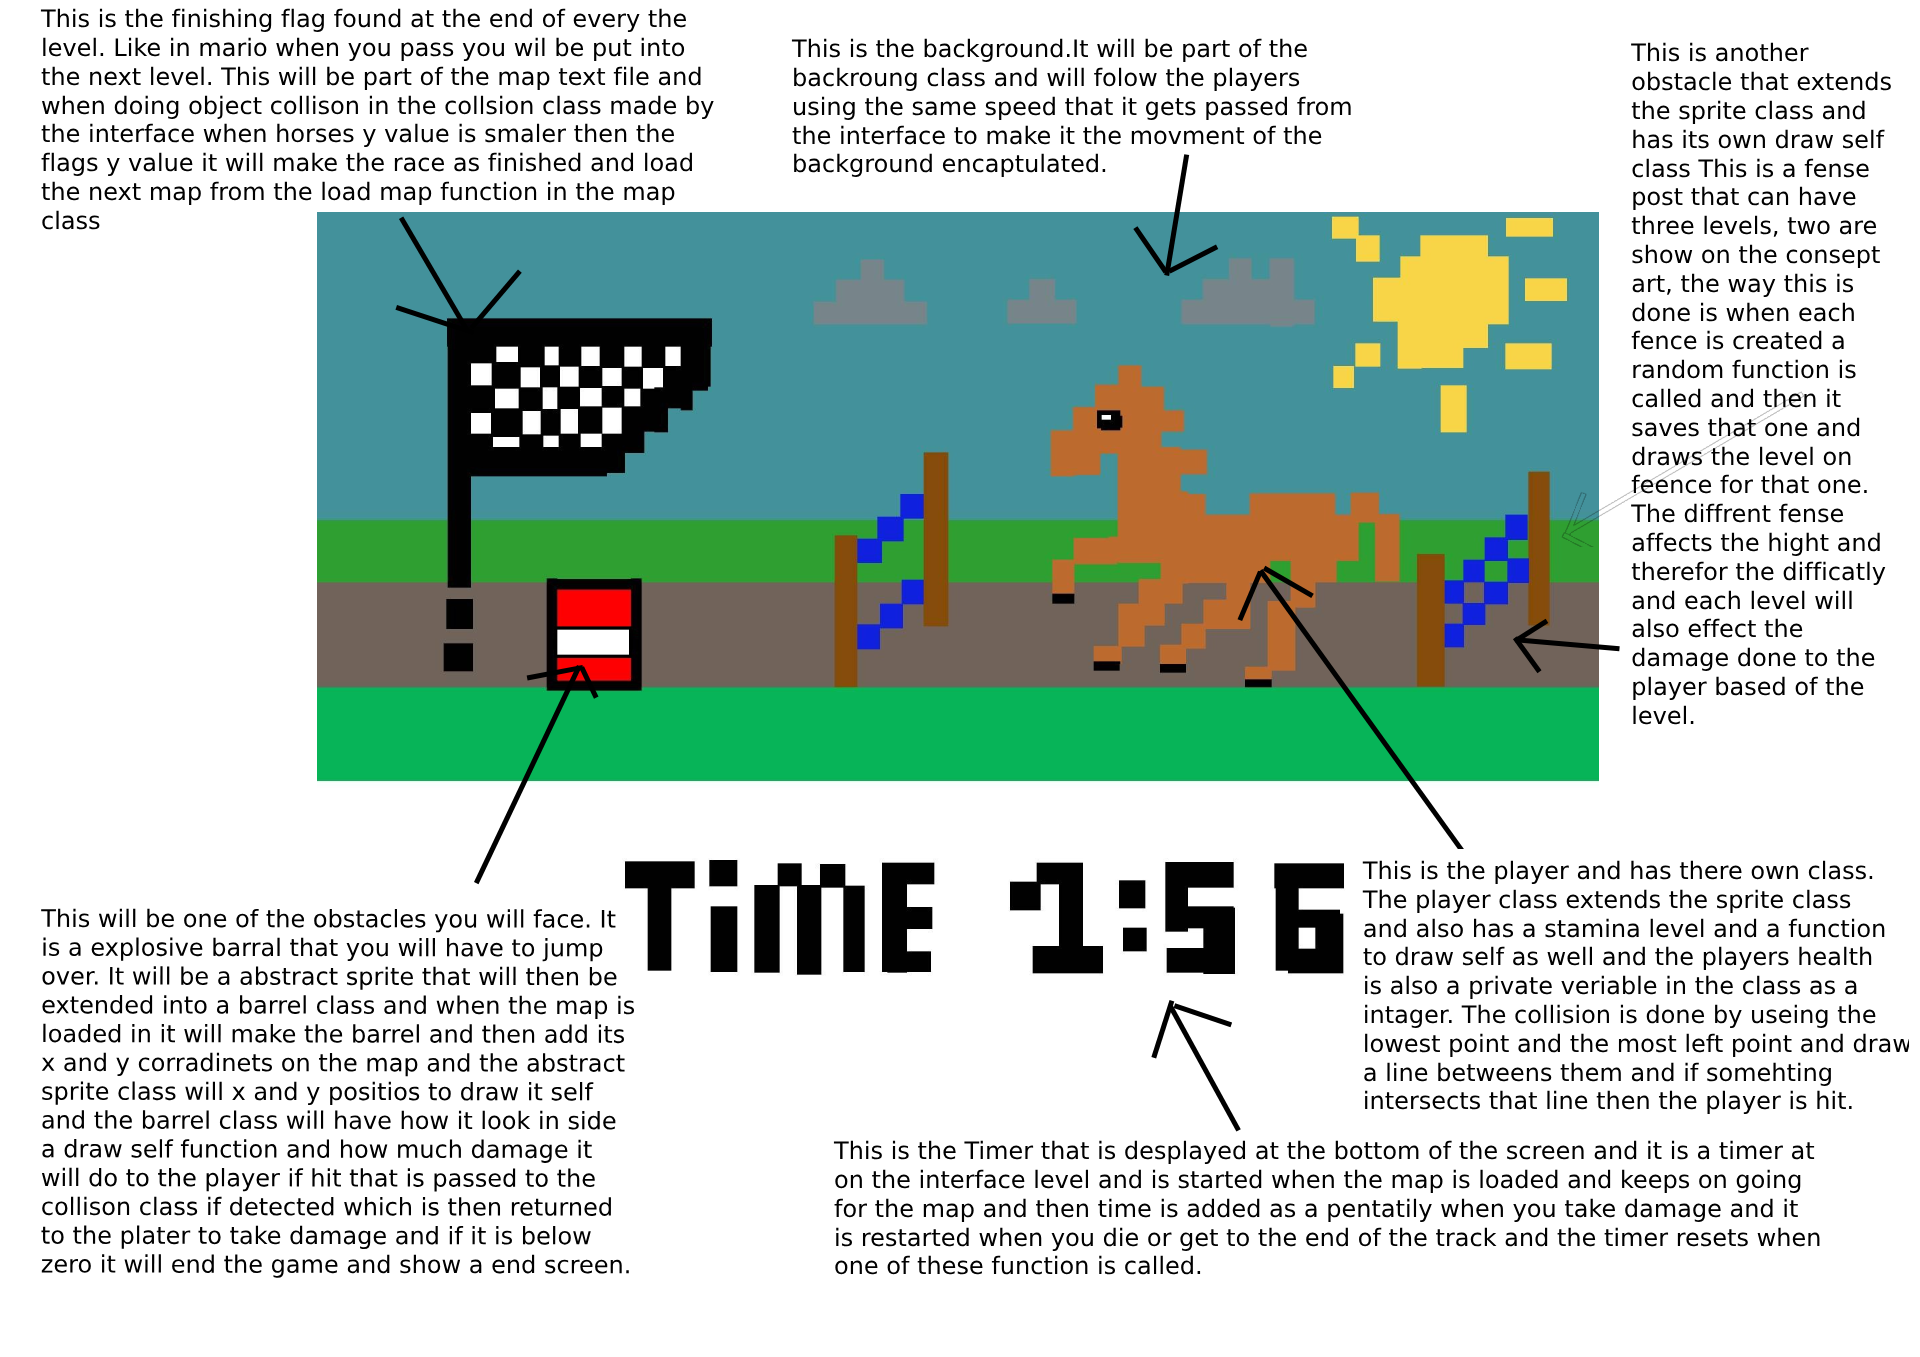 This is the finishing flag found at the end of every the
level. Like in mario when you pass you wil be put into
the next level. This will be part of the map text file and
when doing object collison in the collsion class made by
the interface when horses y value is smaler then the
flags y value it will make the race as finished and load
the next map from the load map function in the map
class
This is the background.It will be part of the
backroung class and will folow the players
using the same speed that it gets passed from
the interface to make it the movment of the
background encaptulated.
This is another
obstacle that extends
the sprite class and
has its own draw self
class This is a fense
post that can have
three levels, two are
show on the consept
art, the way this is
done is when each
fence is created a
random function is
called and then it
saves that one and
draws the level on
feence for that one.
The diffrent fense
affects the hight and
therefor the difficatly
and each level will
also effect the
damage done to the
player based of the
level.
TiME 1:56
This will be one of the obstacles you will face. It
is a explosive barral that you will have to jump
over. It will be a abstract sprite that will then be
extended into a barrel class and when the map is
loaded in it will make the barrel and then add its
x and y corradinets on the map and the abstract
sprite class will x and y positios to draw it self
and the barrel class will have how it look in side
a draw self function and how much damage it
will do to the player if hit that is passed to the
collison class if detected which is then returned
to the plater to take damage and if it is below
zero it will end the game and show a end screen.
This is the player and has there own class.
The player class extends the sprite class
and also has a stamina level and a function
to draw self as well and the players health
is also a private veriable in the class as a
intager. The collision is done by useing the
lowest point and the most left point and draw
a line betweens them and if somehting
intersects that line then the player is hit.
This is the Timer that is desplayed at the bottom of the screen and it is a timer at
on the interface level and is started when the map is loaded and keeps on going
for the map and then time is added as a pentatily when you take damage and it
is restarted when you die or get to the end of the track and the timer resets when
one of these function is called.